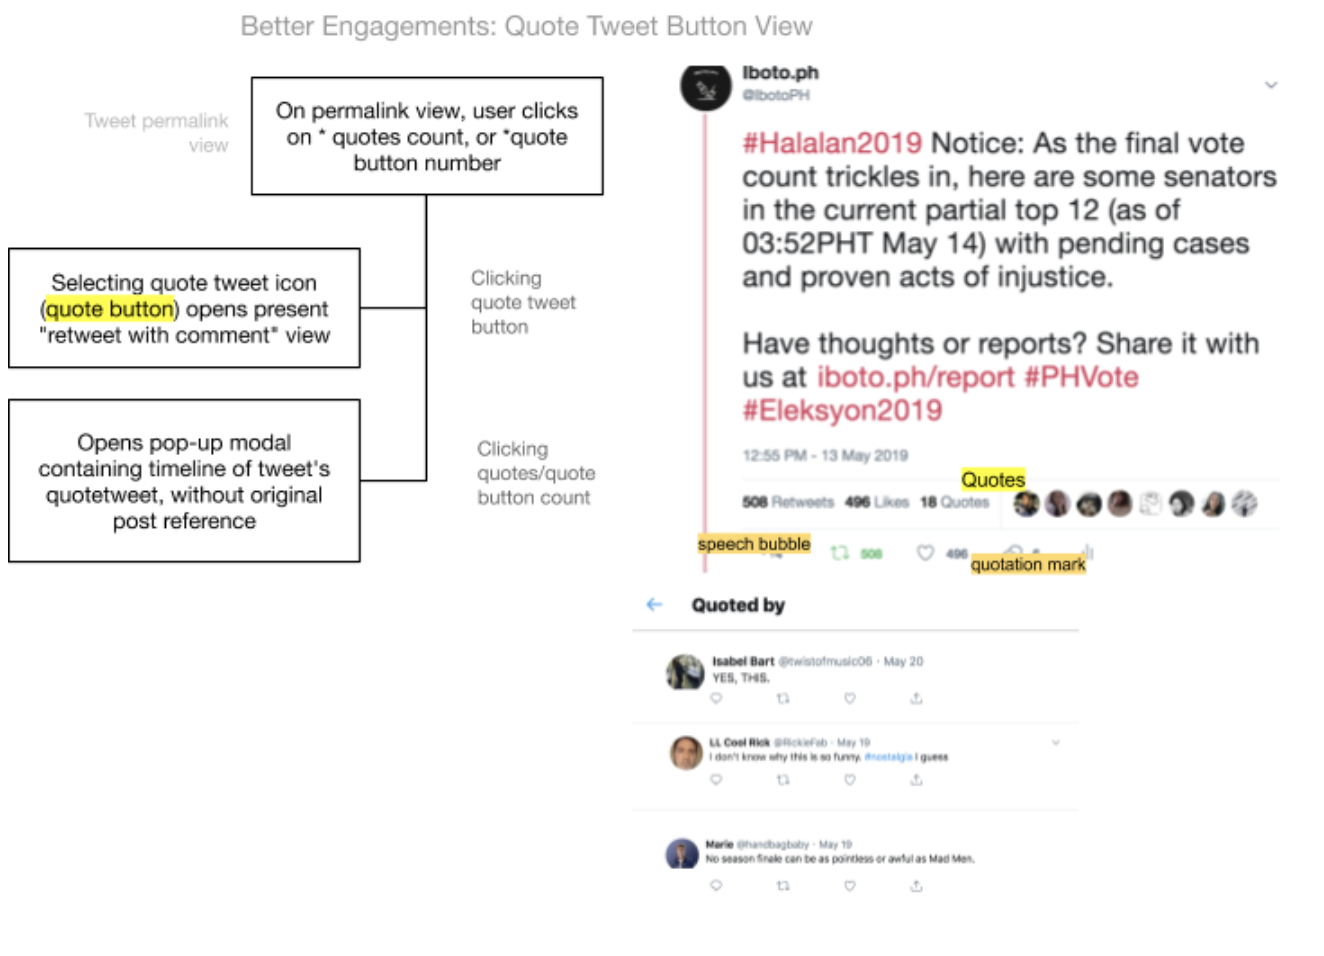 Better Engagements: Quote Tweet Button View
Tweet permalink
view
On permalink view, user clicks
on * quotes count, or *quote
button number
Selecting quote tweet icon
(quote button) opens present
"retweet with comment" view
Clicking
quote tweet
button
Opens pop-up modal
containing timeline of tweet's
quotetweet, without original
post reference
Clicking
quotes/quote
button count
Iboto.ph
@IbotoPH
#Halalan2019 Notice: As the final vote
count trickles in, here are some senators
in the current partial top 12 (as of
03:52PHT May 14) with pending cases
and proven acts of injustice.
Have thoughts or reports? Share it with
us at iboto.ph/report #PHVote
#Eleksyon2019
12:55 PM - 13 May 2019
Quotes
508 Retweets 496 Likes 18 Quotes
speech bubble
508
496
quotation mark
Quoted by
Isabel Bart @twistofmusic06 · May 20
YES, THIS.
LL Cool Rick @RickieFab · May 19
I don't know why this is so funny. #nostalgia I guess
Marie @handbagbaby · May 19
No season finale can be as pointless or awful as Mad Men.